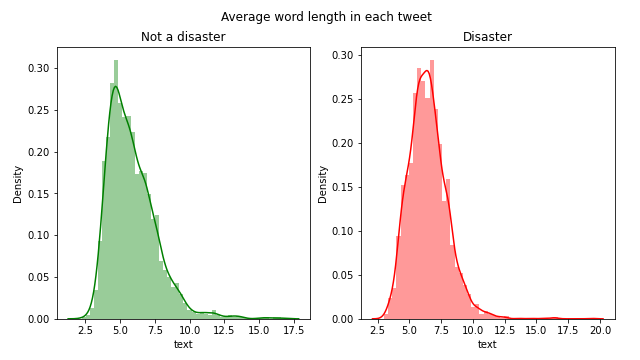 Average word length in each tweet
Not a disaster
Density
0.30
0.25
0.20
0.15
0.10
0.05
0.00
2.5 5.0 7.5 10.0 12.5 15.0 17.5
text
Disaster
Density
0.30
0.25
0.20
0.15
0.10
0.05
0.00
2.5 5.0 7.5 10.0 12.5 15.0 17.5 20.0
text